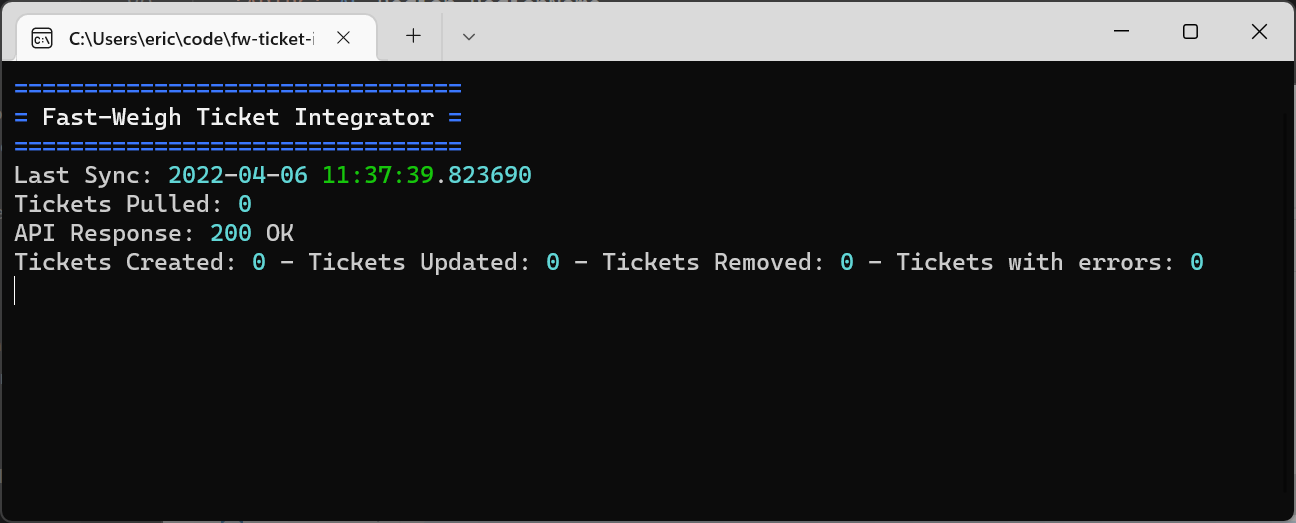 C:\Users\eric\code\fw-ticket-i
=================================
= Fast-Weigh Ticket Integrator =
=================================
Last Sync: 2022-04-06 11:37:39.823690
Tickets Pulled: 0
API Response: 200 OK
Tickets Created: 0 - Tickets Updated: 0 - Tickets Removed: 0 - Tickets with errors: 0